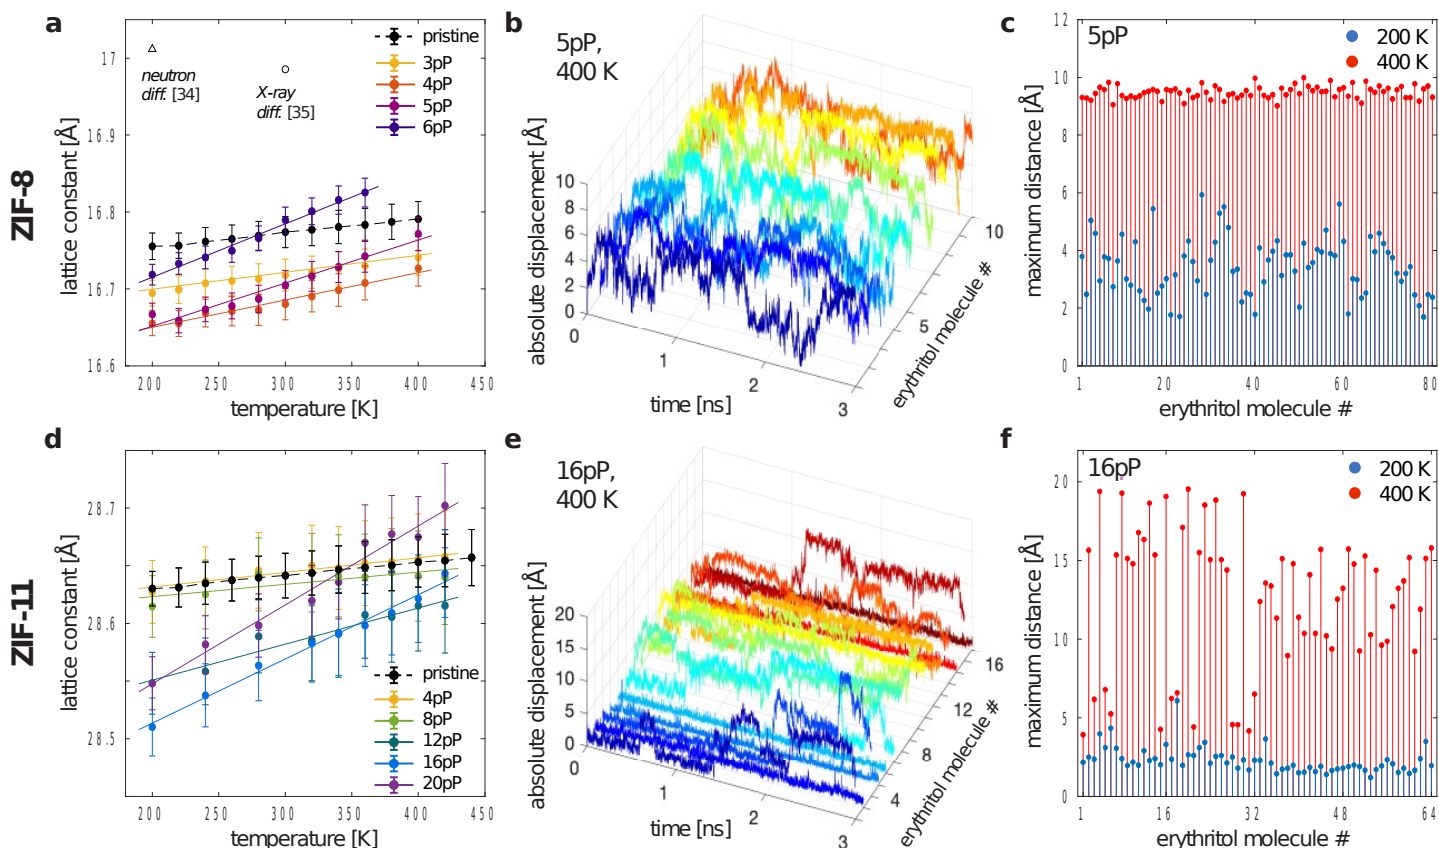 a
ZIF-8
lattice constant [Å]
17
16.9
16.8
16.7
16.6
neutron
diff. [34]
X-ray
diff. [35]
pristine
3pP
4pP
5pP
6pP
200 250 300 350 400 450
temperature [K]
b
5pP,
400 K
absolute displacement [Å]
10
8
6
4
2
0
0 1 2 3
time [ns]
5 10
erythritol molecule #
c
5pP
200 K
400 K
maximum distance [Å]
12
10
8
6
4
2
0
1 20 40 60 80
erythritol molecule #
d
ZIF-11
lattice constant [Å]
28.7
28.6
28.5
pristine
4pP
8pP
12pP
16pP
20pP
200 250 300 350 400 450
temperature [K]
e
16pP,
400 K
absolute displacement [Å]
20
15
10
5
0
0 1 2 3
time [ns]
4 8 12 16
erythritol molecule #
f
16pP
200 K
400 K
maximum distance [Å]
20
15
10
5
0
1 16 32 48 64
erythritol molecule #